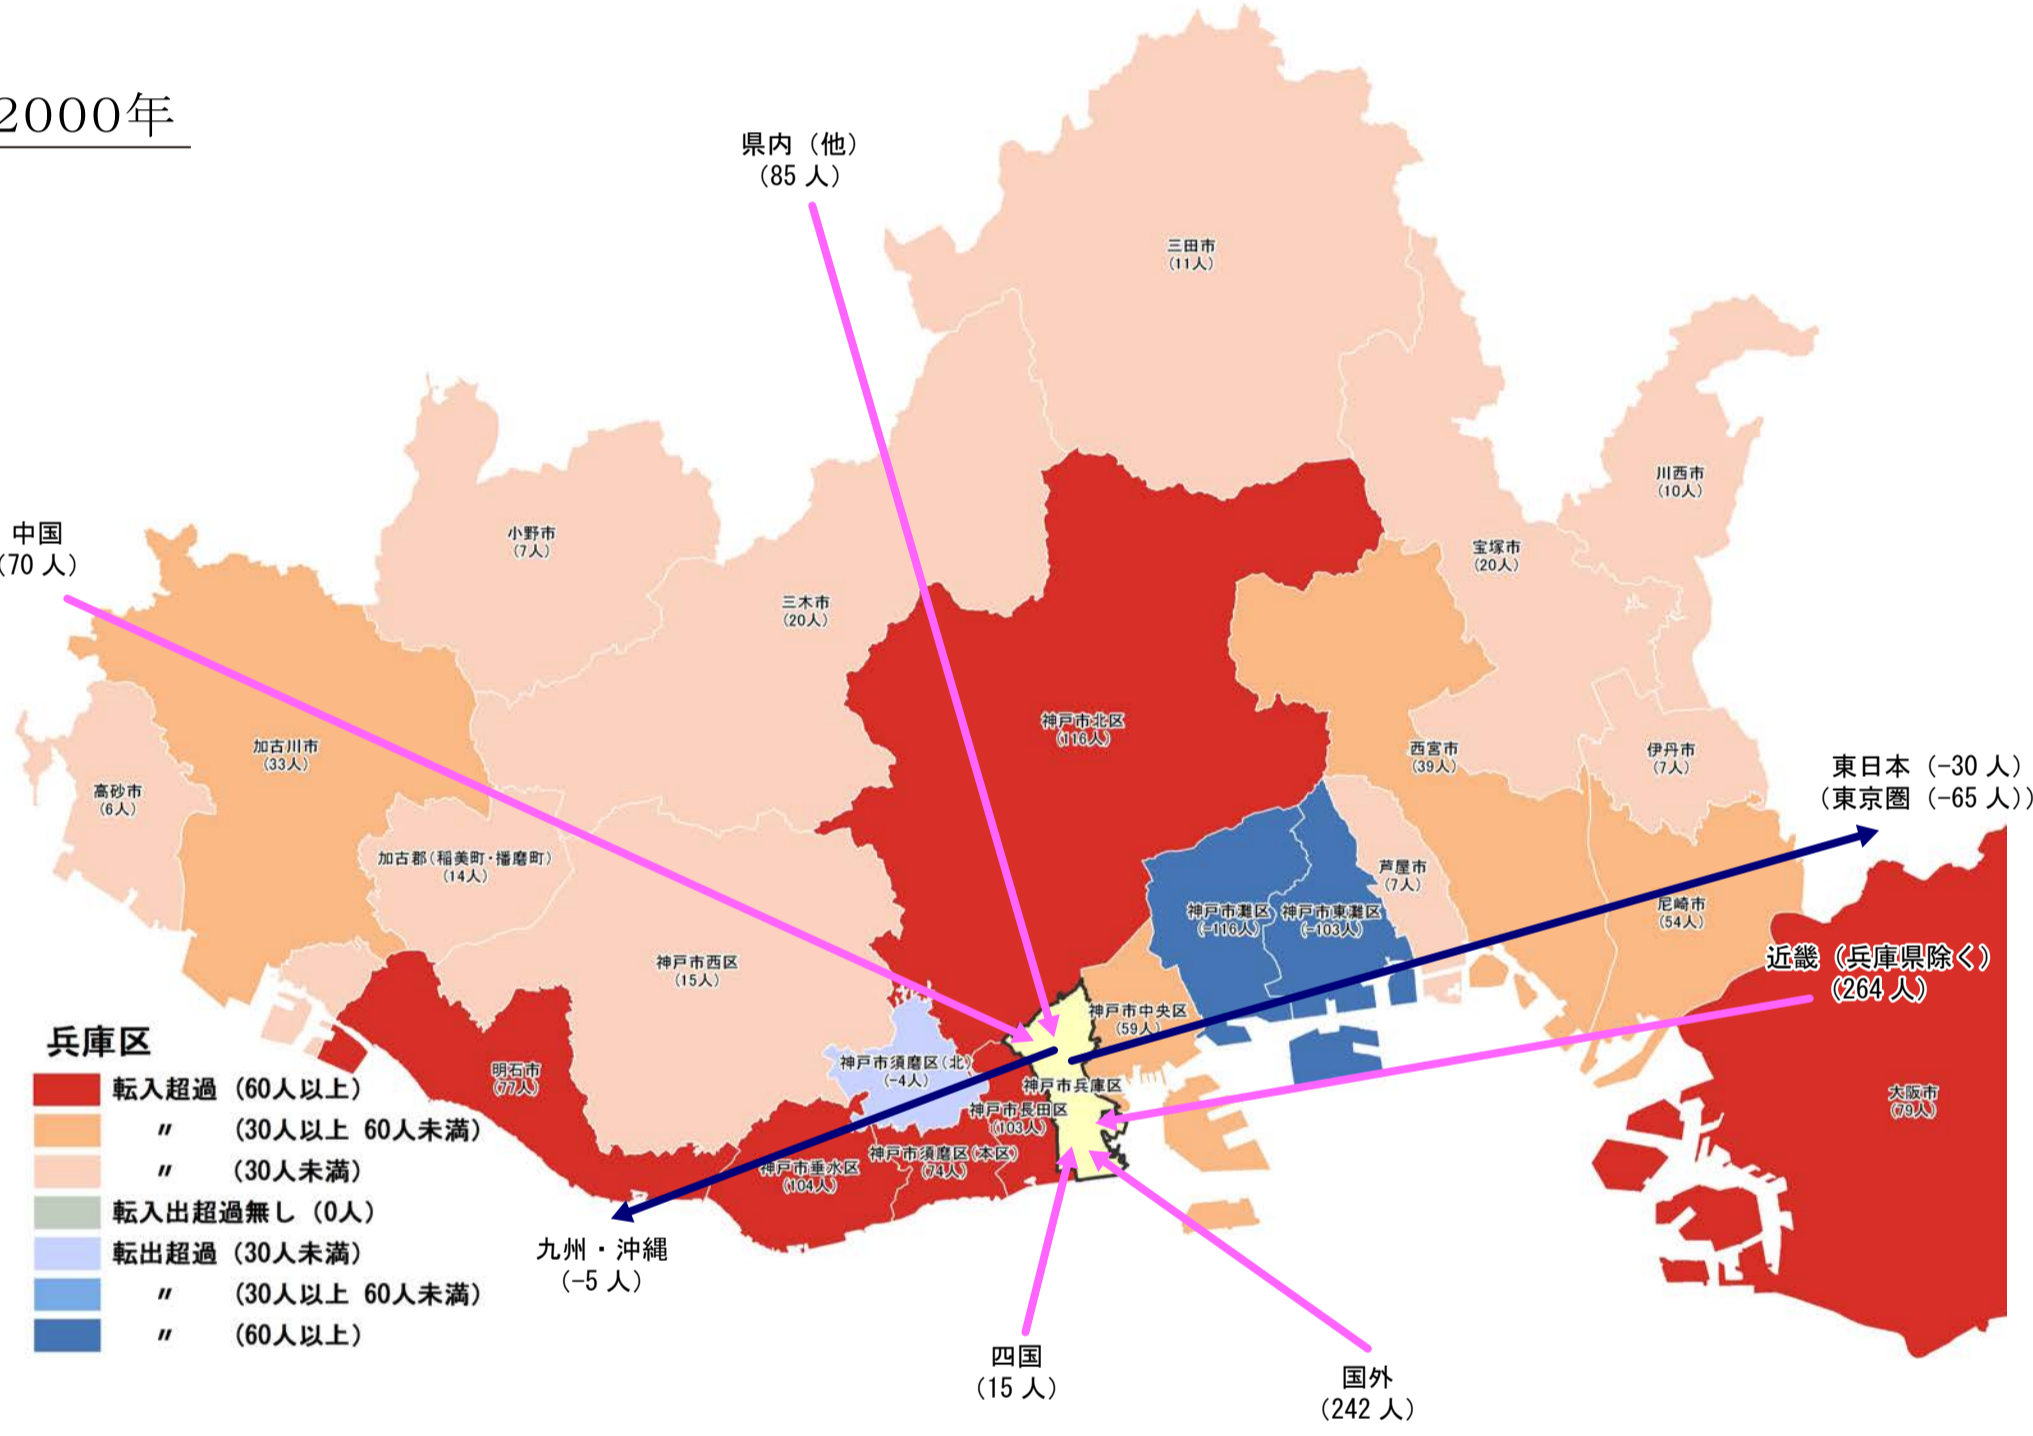 2000年
県内（他）
（85 人）
三田市
（11人）
川西市
（10人）
中国
（70 人）
小野市
（7人）
宝塚市
（20人）
三木市
（20人）
神戸市北区
（116人）
加古川市
（33人）
西宮市
（39人）
伊丹市
（7人）
高砂市
（6人）
東日本（-30 人）
（東京圏（-65 人））
加古郡（稲美町・播磨町）
（14人）
芦屋市
（7人）
神戸市灘区
（-116人）
神戸市東灘区
（-103人）
尼崎市
（54人）
神戸市西区
（15人）
近畿（兵庫県除く）
（264 人）
神戸市中央区
（59人）
明石市
（77人）
神戸市須磨区（北）
（-4人）
神戸市兵庫区
大阪市
（79人）
神戸市長田区
（103人）
神戸市須磨区（本区）
（74人）
神戸市垂水区
（104人）
兵庫区
転入超過（60人以上）
〃 （30人以上 60人未満）
〃 （30人未満）
転入出超過無し（0人）
転出超過（30人未満）
〃 （30人以上 60人未満）
〃 （60人以上）
九州・沖縄
（-5 人）
四国
（15 人）
国外
（242 人）